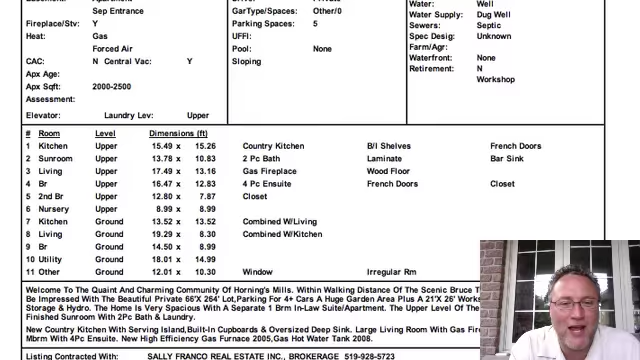 Apartment
Sep Entrance
Fireplace/Stv: Y
Heat: Gas
Forced Air
CAC: N Central Vac: Y
Apx Age:
Apx Sqft: 2000-2500
Assessment:
Elevator: Laundry Lev: Upper
Private
GarType/Spaces: Other/0
Parking Spaces: 5
UFFI:
Pool: None
Sloping
Water: Well
Water Supply: Dug Well
Sewers: Septic
Spec Desig: Unknown
Farm/Agr:
Waterfront: None
Retirement: N
Workshop
# Room Level Dimensions (ft)
1 Kitchen Upper 15.49 x 15.26 Country Kitchen B/I Shelves French Doors
2 Sunroom Upper 13.78 x 10.83 2 Pc Bath Laminate Bar Sink
3 Living Upper 17.49 x 13.16 Gas Fireplace Wood Floor
4 Br Upper 16.47 x 12.83 4 Pc Ensuite French Doors Closet
5 2nd Br Upper 12.80 x 7.87 Closet
6 Nursery Upper 8.99 x 8.99
7 Kitchen Ground 13.52 x 13.52 Combined W/Living
8 Living Ground 19.29 x 8.30 Combined W/Kitchen
9 Br Ground 14.50 x 8.99
10 Utility Ground 18.01 x 14.99
11 Other Ground 12.01 x 10.30 Window Irregular Rm
Welcome To The Quaint And Charming Community Of Horning's Mills. Within Walking Distance Of The Scenic Bruce T
Be Impressed With The Beautiful Private 66'X 264' Lot,Parking For 4+ Cars A Huge Garden Area Plus A 21'X 26' Works
Storage & Hydro. The Home Is Very Spacious With A Separate 1 Brm In-Law Suite/Apartment. The Upper Level Of The
Finished Sunroom With 2Pc Bath & Laundry.
New Country Kitchen With Serving Island,Built-In Cupboards & Oversized Deep Sink. Large Living Room With Gas Fire
Mbrm With 4Pc Ensuite. New High Efficiency Gas Furnace 2005,Gas Hot Water Tank 2008.
Listing Contracted With: SALLY FRANCO REAL ESTATE INC., BROKERAGE 519-928-5723